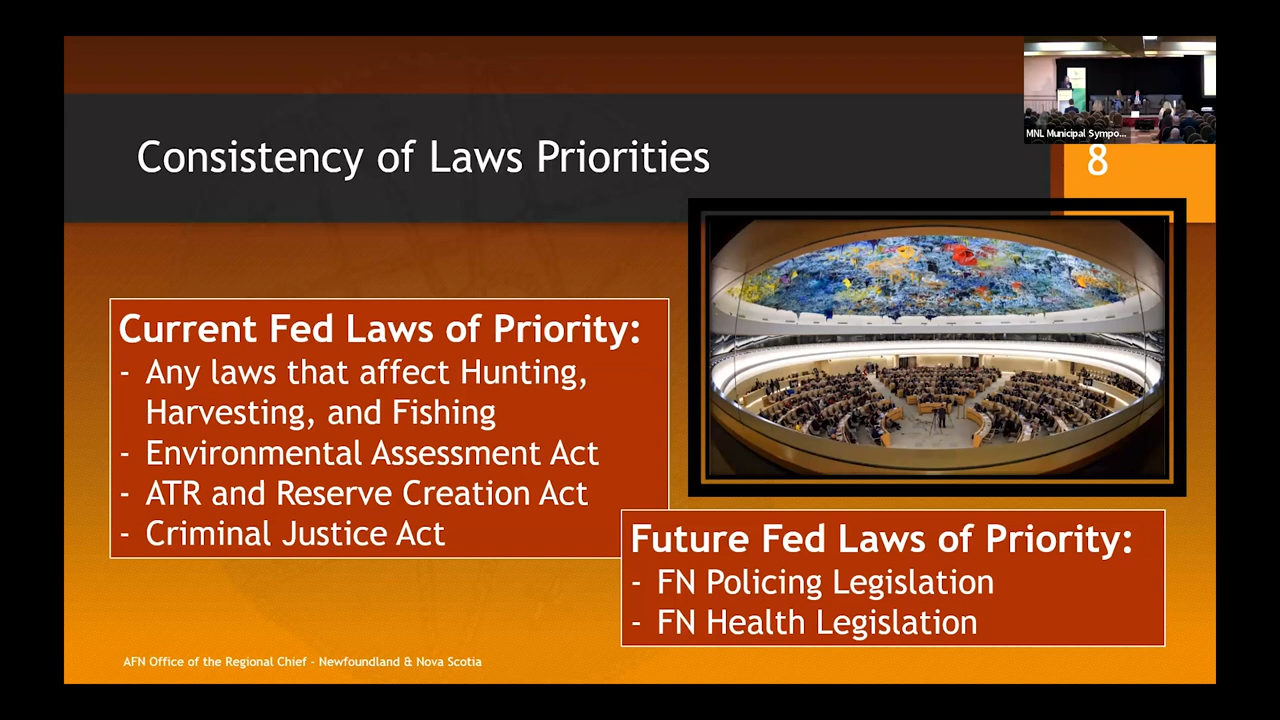 MNL Municipal Sympo...
Consistency of Laws Priorities
8
Current Fed Laws of Priority:
- Any laws that affect Hunting,
Harvesting, and Fishing
- Environmental Assessment Act
- ATR and Reserve Creation Act
- Criminal Justice Act
Future Fed Laws of Priority:
- FN Policing Legislation
- FN Health Legislation
AFN Office of the Regional Chief - Newfoundland & Nova Scotia